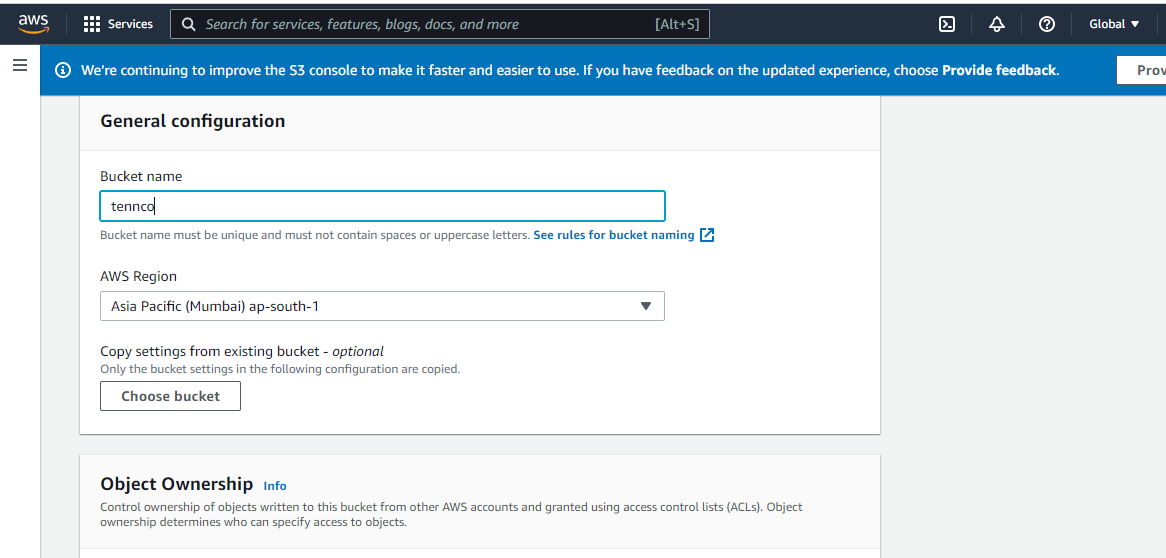 aws Services Search for services, features, blogs, docs, and more [Alt+S] Global
We're continuing to improve the S3 console to make it faster and easier to use. If you have feedback on the updated experience, choose Provide feedback. Prov
General configuration
Bucket name
tennco
Bucket name must be unique and must not contain spaces or uppercase letters. See rules for bucket naming
AWS Region
Asia Pacific (Mumbai) ap-south-1
Copy settings from existing bucket - optional
Only the bucket settings in the following configuration are copied.
Choose bucket
Object Ownership Info
Control ownership of objects written to this bucket from other AWS accounts and granted using access control lists (ACLs). Object
ownership determines who can specify access to objects.